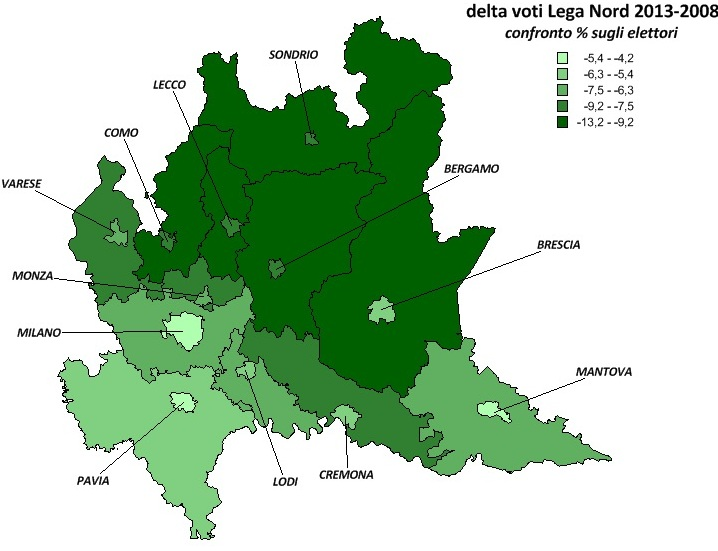 delta voti Lega Nord 2013-2008
confronto % sugli elettori
-5,4 - -4,2
-6,3 - -5,4
-7,5 - -6,3
-9,2 - -7,5
-13,2 - -9,2
SONDRIO
LECCO
COMO
VARESE
BERGAMO
BRESCIA
MONZA
MILANO
MANTOVA
PAVIA
LODI
CREMONA